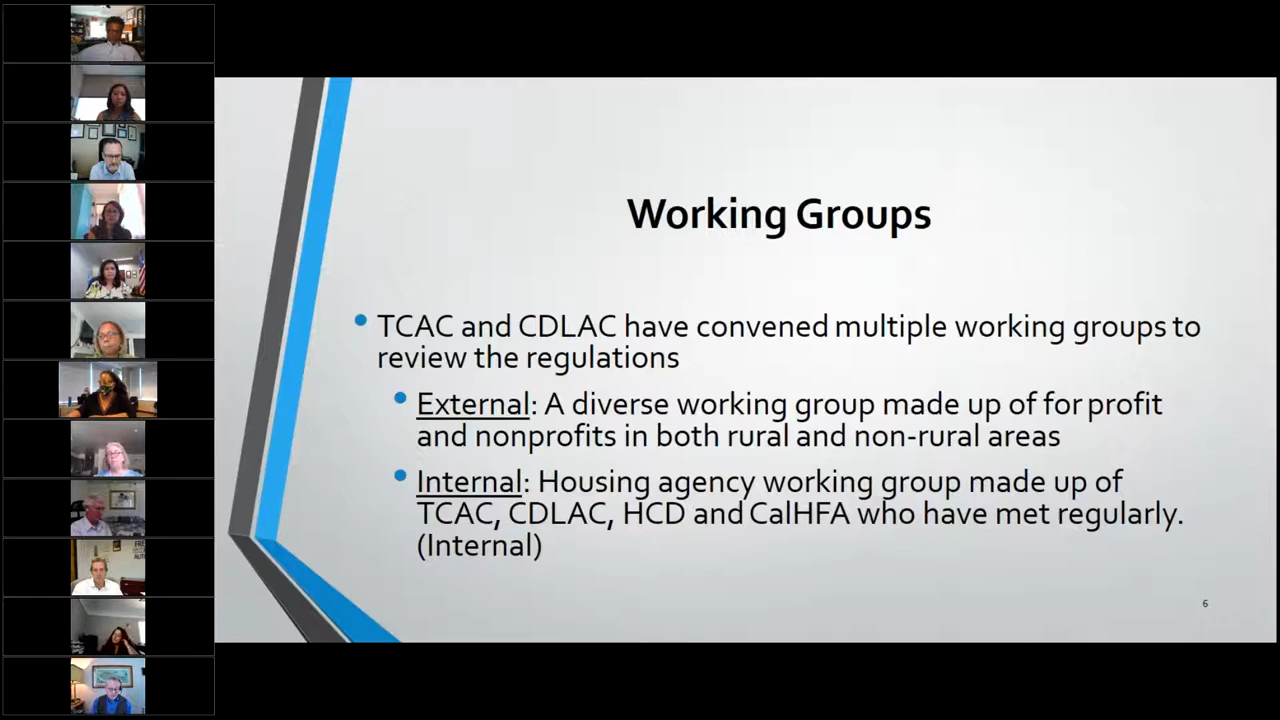 Working Groups
• TCAC and CDLAC have convened multiple working groups to
review the regulations
• External: A diverse working group made up of for profit
and nonprofits in both rural and non-rural areas
• Internal: Housing agency working group made up of
TCAC, CDLAC, HCD and CalHFA who have met regularly.
(Internal)
6